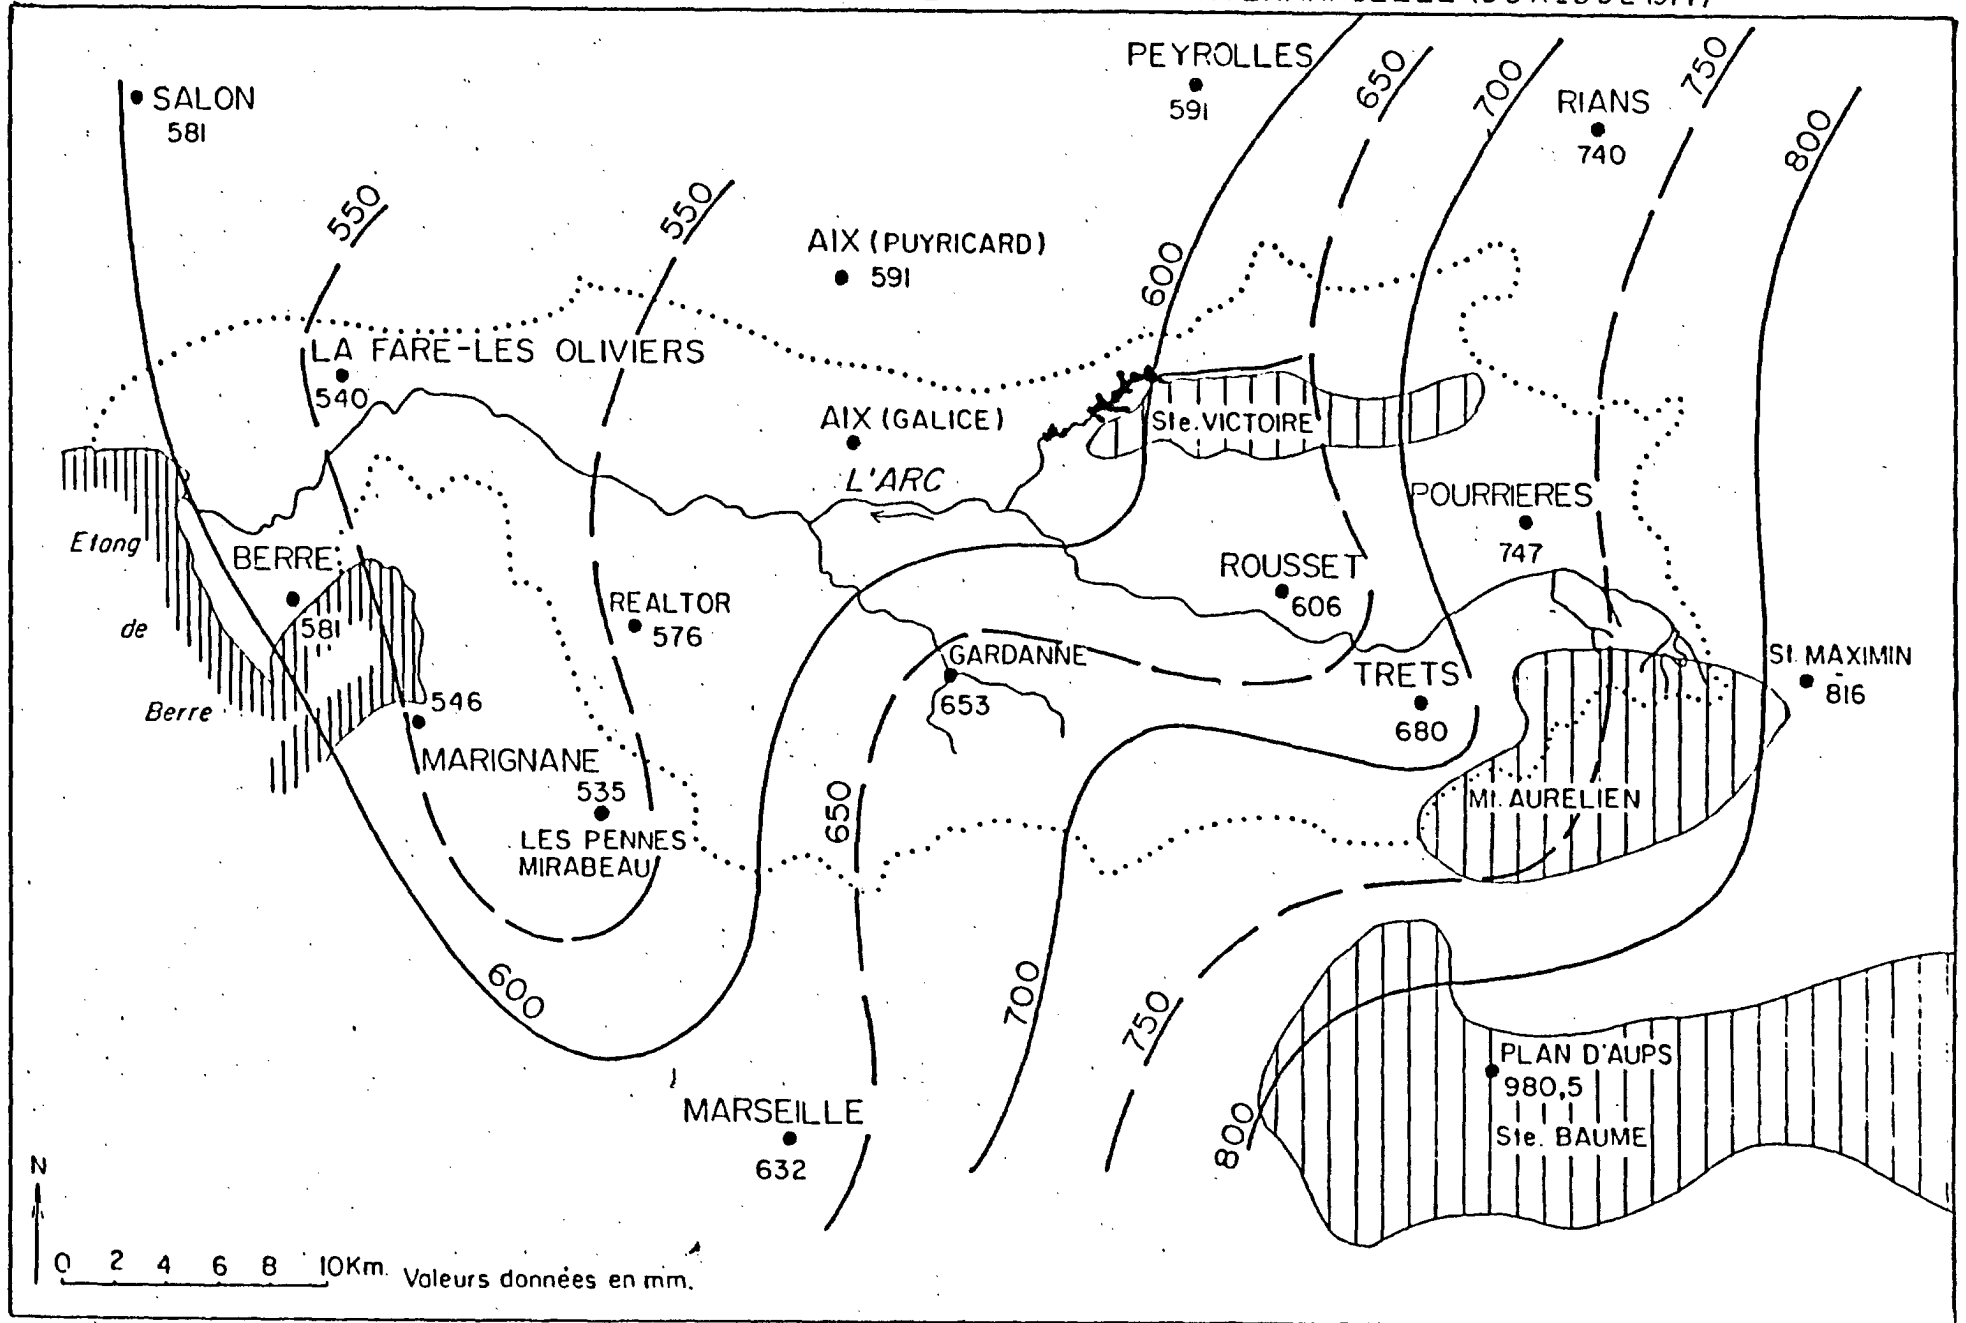 PEYROLLES
591
650
700
750
RIANS
740
800
SALON
581
550
550
AIX (PUYRICARD)
591
600
LA FARE-LES OLIVIERS
540
AIX (GALICE)
Ste. VICTOIRE
L'ARC
POURRIERES
747
Etang
de
Berre
BERRE
581
REALTOR
576
ROUSSET
606
GARDANNE
653
TRETS
680
St. MAXIMIN
816
546
MARIGNANE
535
LES PENNES
MIRABEAU
650
Mt. AURELIEN
600
700
750
800
PLAN D'AUPS
980,5
Ste. BAUME
MARSEILLE
632
N
0 2 4 6 8 10Km.
Valeurs données en mm.